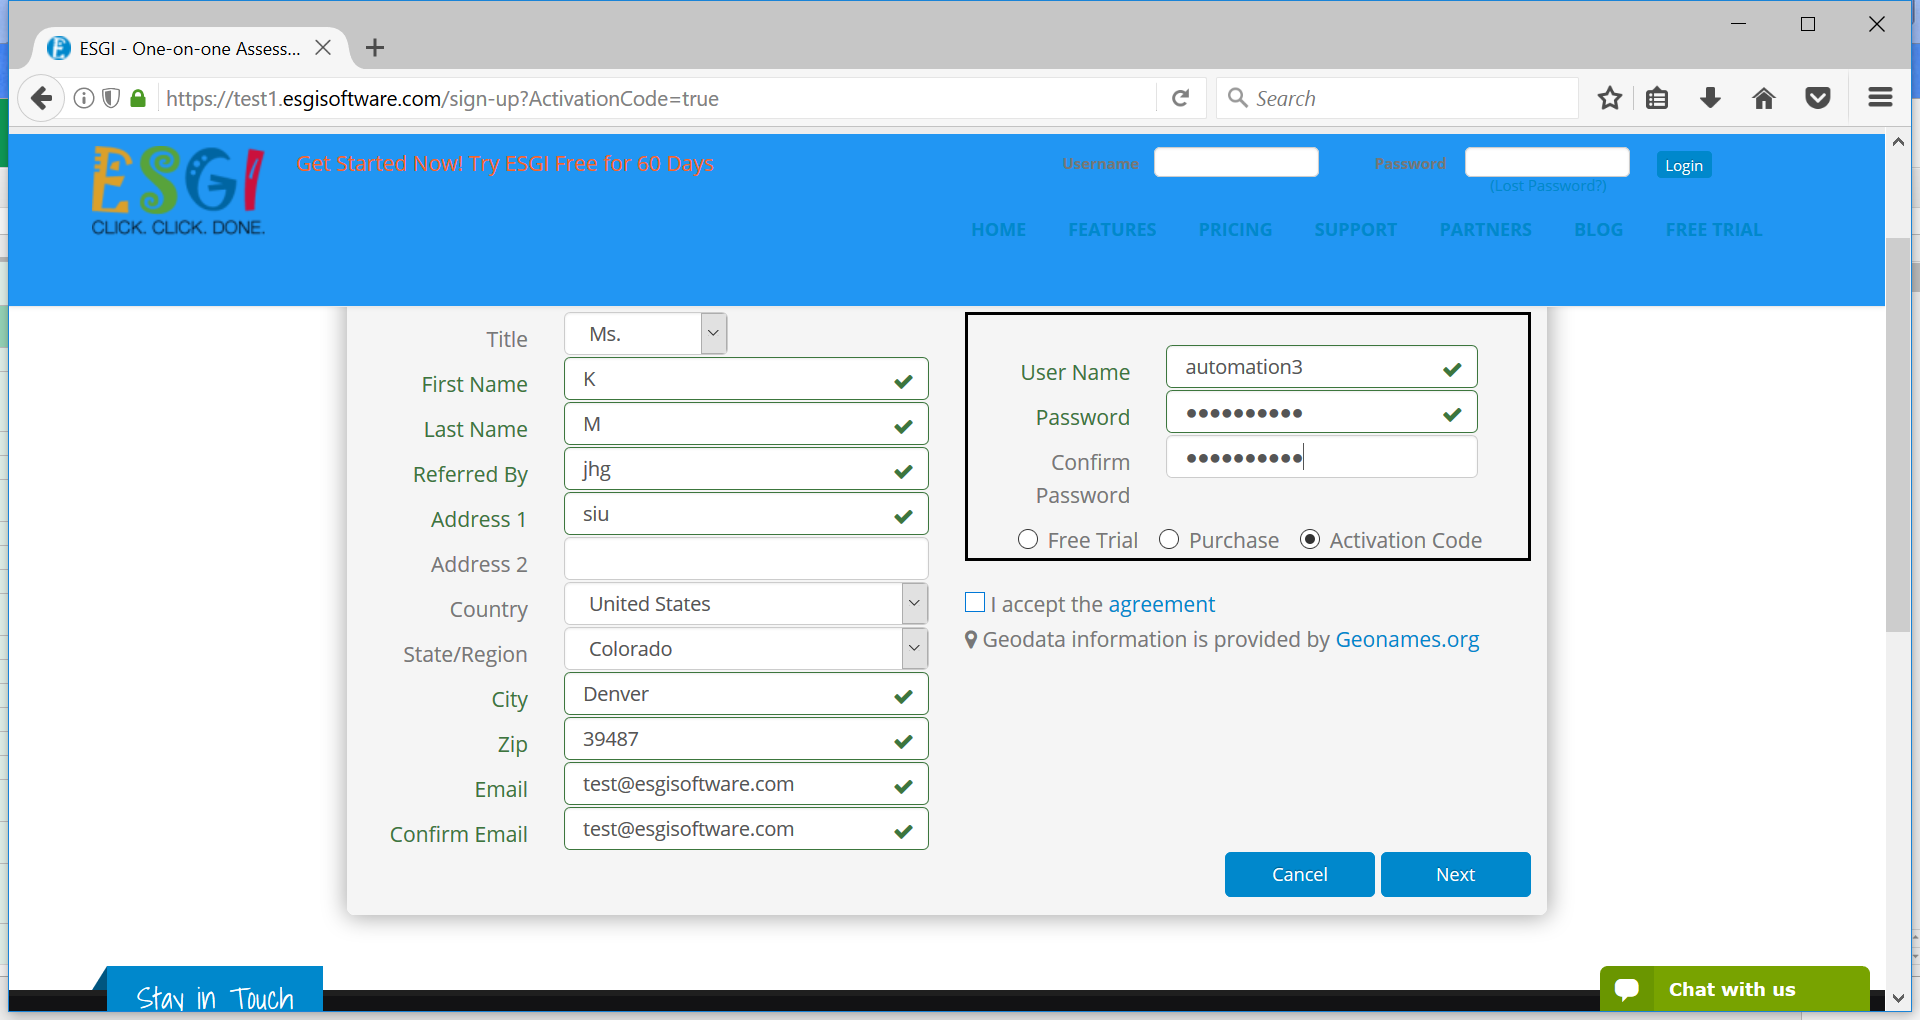 ESGI - One-on-one Assess...
https://test1.esgisoftware.com/sign-up?ActivationCode=true
Search
ESGI
CLICK. CLICK. DONE.
Get Started Now! Try ESGI Free for 60 Days
Username
Password
Login
(Lost Password?)
HOME FEATURES PRICING SUPPORT PARTNERS BLOG FREE TRIAL
Title Ms.
First Name K
Last Name M
Referred By jhg
Address 1 siu
Address 2
Country United States
State/Region Colorado
City Denver
Zip 39487
Email test@esgisoftware.com
Confirm Email test@esgisoftware.com
User Name automation3
Password ••••••••••
Confirm ••••••••••
Password
Free Trial Purchase Activation Code
I accept the agreement
Geodata information is provided by Geonames.org
Cancel Next
Stay in Touch
Chat with us